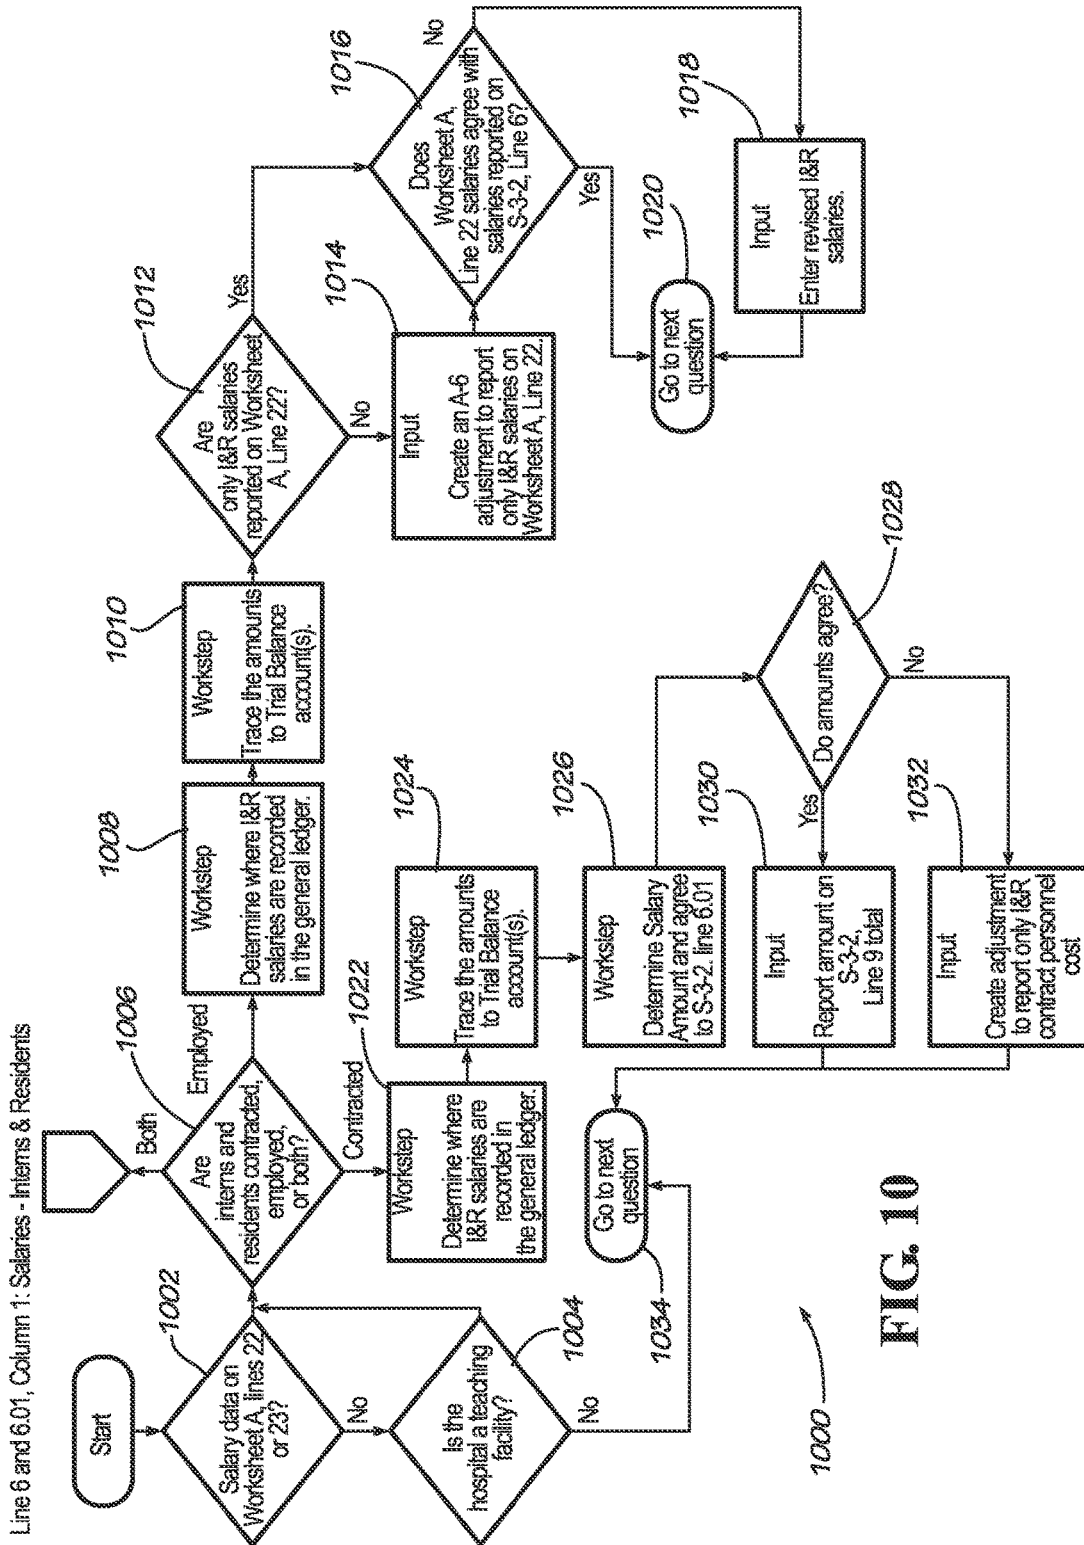 Line 6 and 6.01, Column 1: Salaries - Interns & Residents
Start
1002
Salary data on
Worksheet A, lines 22
or 23?
No
1004
Is the
hospital a teaching
facility?
No
1006
Both
Are
interns and
residents contracted,
employed,
or both?
Employed
Contracted
1008
Workstep
Determine where I&R
salaries are recorded
in the general ledger.
1010
Workstep
Trace the amounts
to Trial Balance
account(s).
1012
Are
only I&R salaries
reported on Worksheet
A, Line 22?
Yes
No
1014
Input
Create an A-6
adjustment to report
only I&R salaries on
Worksheet A, Line 22.
1016
Does
Worksheet A,
Line 22 salaries agree with
salaries reported on
S-3-2, Line 6?
No
Yes
1018
Input
Enter revised I&R
salaries.
1020
Go to next
question
1022
Workstep
Determine where
I&R salaries are
recorded in
the general ledger.
1024
Workstep
Trace the amounts
to Trial Balance
account(s).
1026
Workstep
Determine Salary
Amount and agree
to S-3-2. line 6.01
1028
Do amounts agree?
Yes
No
1030
Input
Report amount on
S-3-2,
Line 9 total
1032
Input
Create adjustment
to report only I&R
contract personnel
cost
1034
Go to next
question
1000
FIG. 10